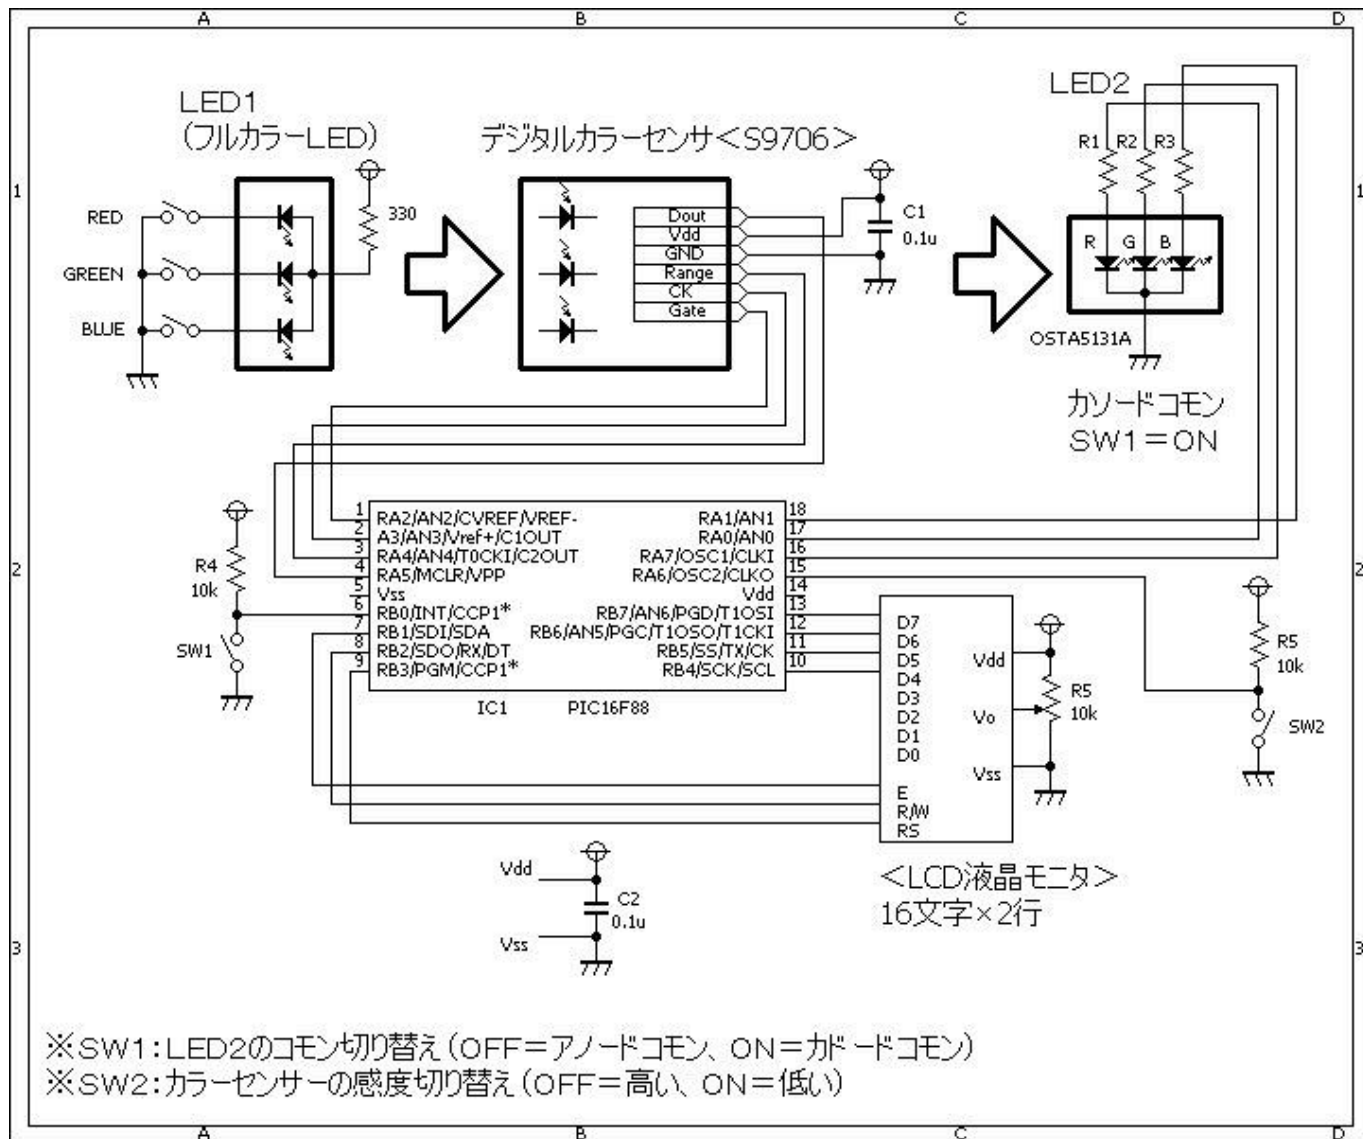 A B C D
LED1
(フルカラーLED)
デジタルカラーセンサ<S9706>
LED2
R1 R2 R3
1 1
RED
GREEN
BLUE
330
Dout
Vdd
GND
Range
CK
Gate
C1
0.1u
R G B
OSTA5131A
カソードコモン
SW1=ON
2 2
R4
10k
SW1
1 RA2/AN2/CVREF/VREF-
2 A3/AN3/Vref+/C1OUT
3 RA4/AN4/T0CKI/C2OUT
4 RA5/MCLR/VPP
5 Vss
6 RB0/INT/CCP1*
7 RB1/SDI/SDA
8 RB2/SDO/RX/DT
9 RB3/PGM/CCP1*
RA1/AN1 18
RA0/AN0 17
RA7/OSC1/CLKI 16
RA6/OSC2/CLKO 15
Vdd 14
RB7/AN6/PGD/T1OSI 13
RB6/AN5/PGC/T1OSO/T1CKI 12
RB5/SS/TX/CK 11
RB4/SCK/SCL 10
IC1 PIC16F88
D7
D6
D5
D4
D3
D2
D1
D0
E
R/W
RS
Vdd
Vo
Vss
R5
10k
R5
10k
SW2
<LCD液晶モニタ>
16文字×2行
Vdd
C2
0.1u
Vss
3 3
※SW1:LED2のコモン切り替え(OFF=アノードコモン、ON=カドードコモン)
※SW2:カラーセンサーの感度切り替え(OFF=高い、ON=低い)
A B C D